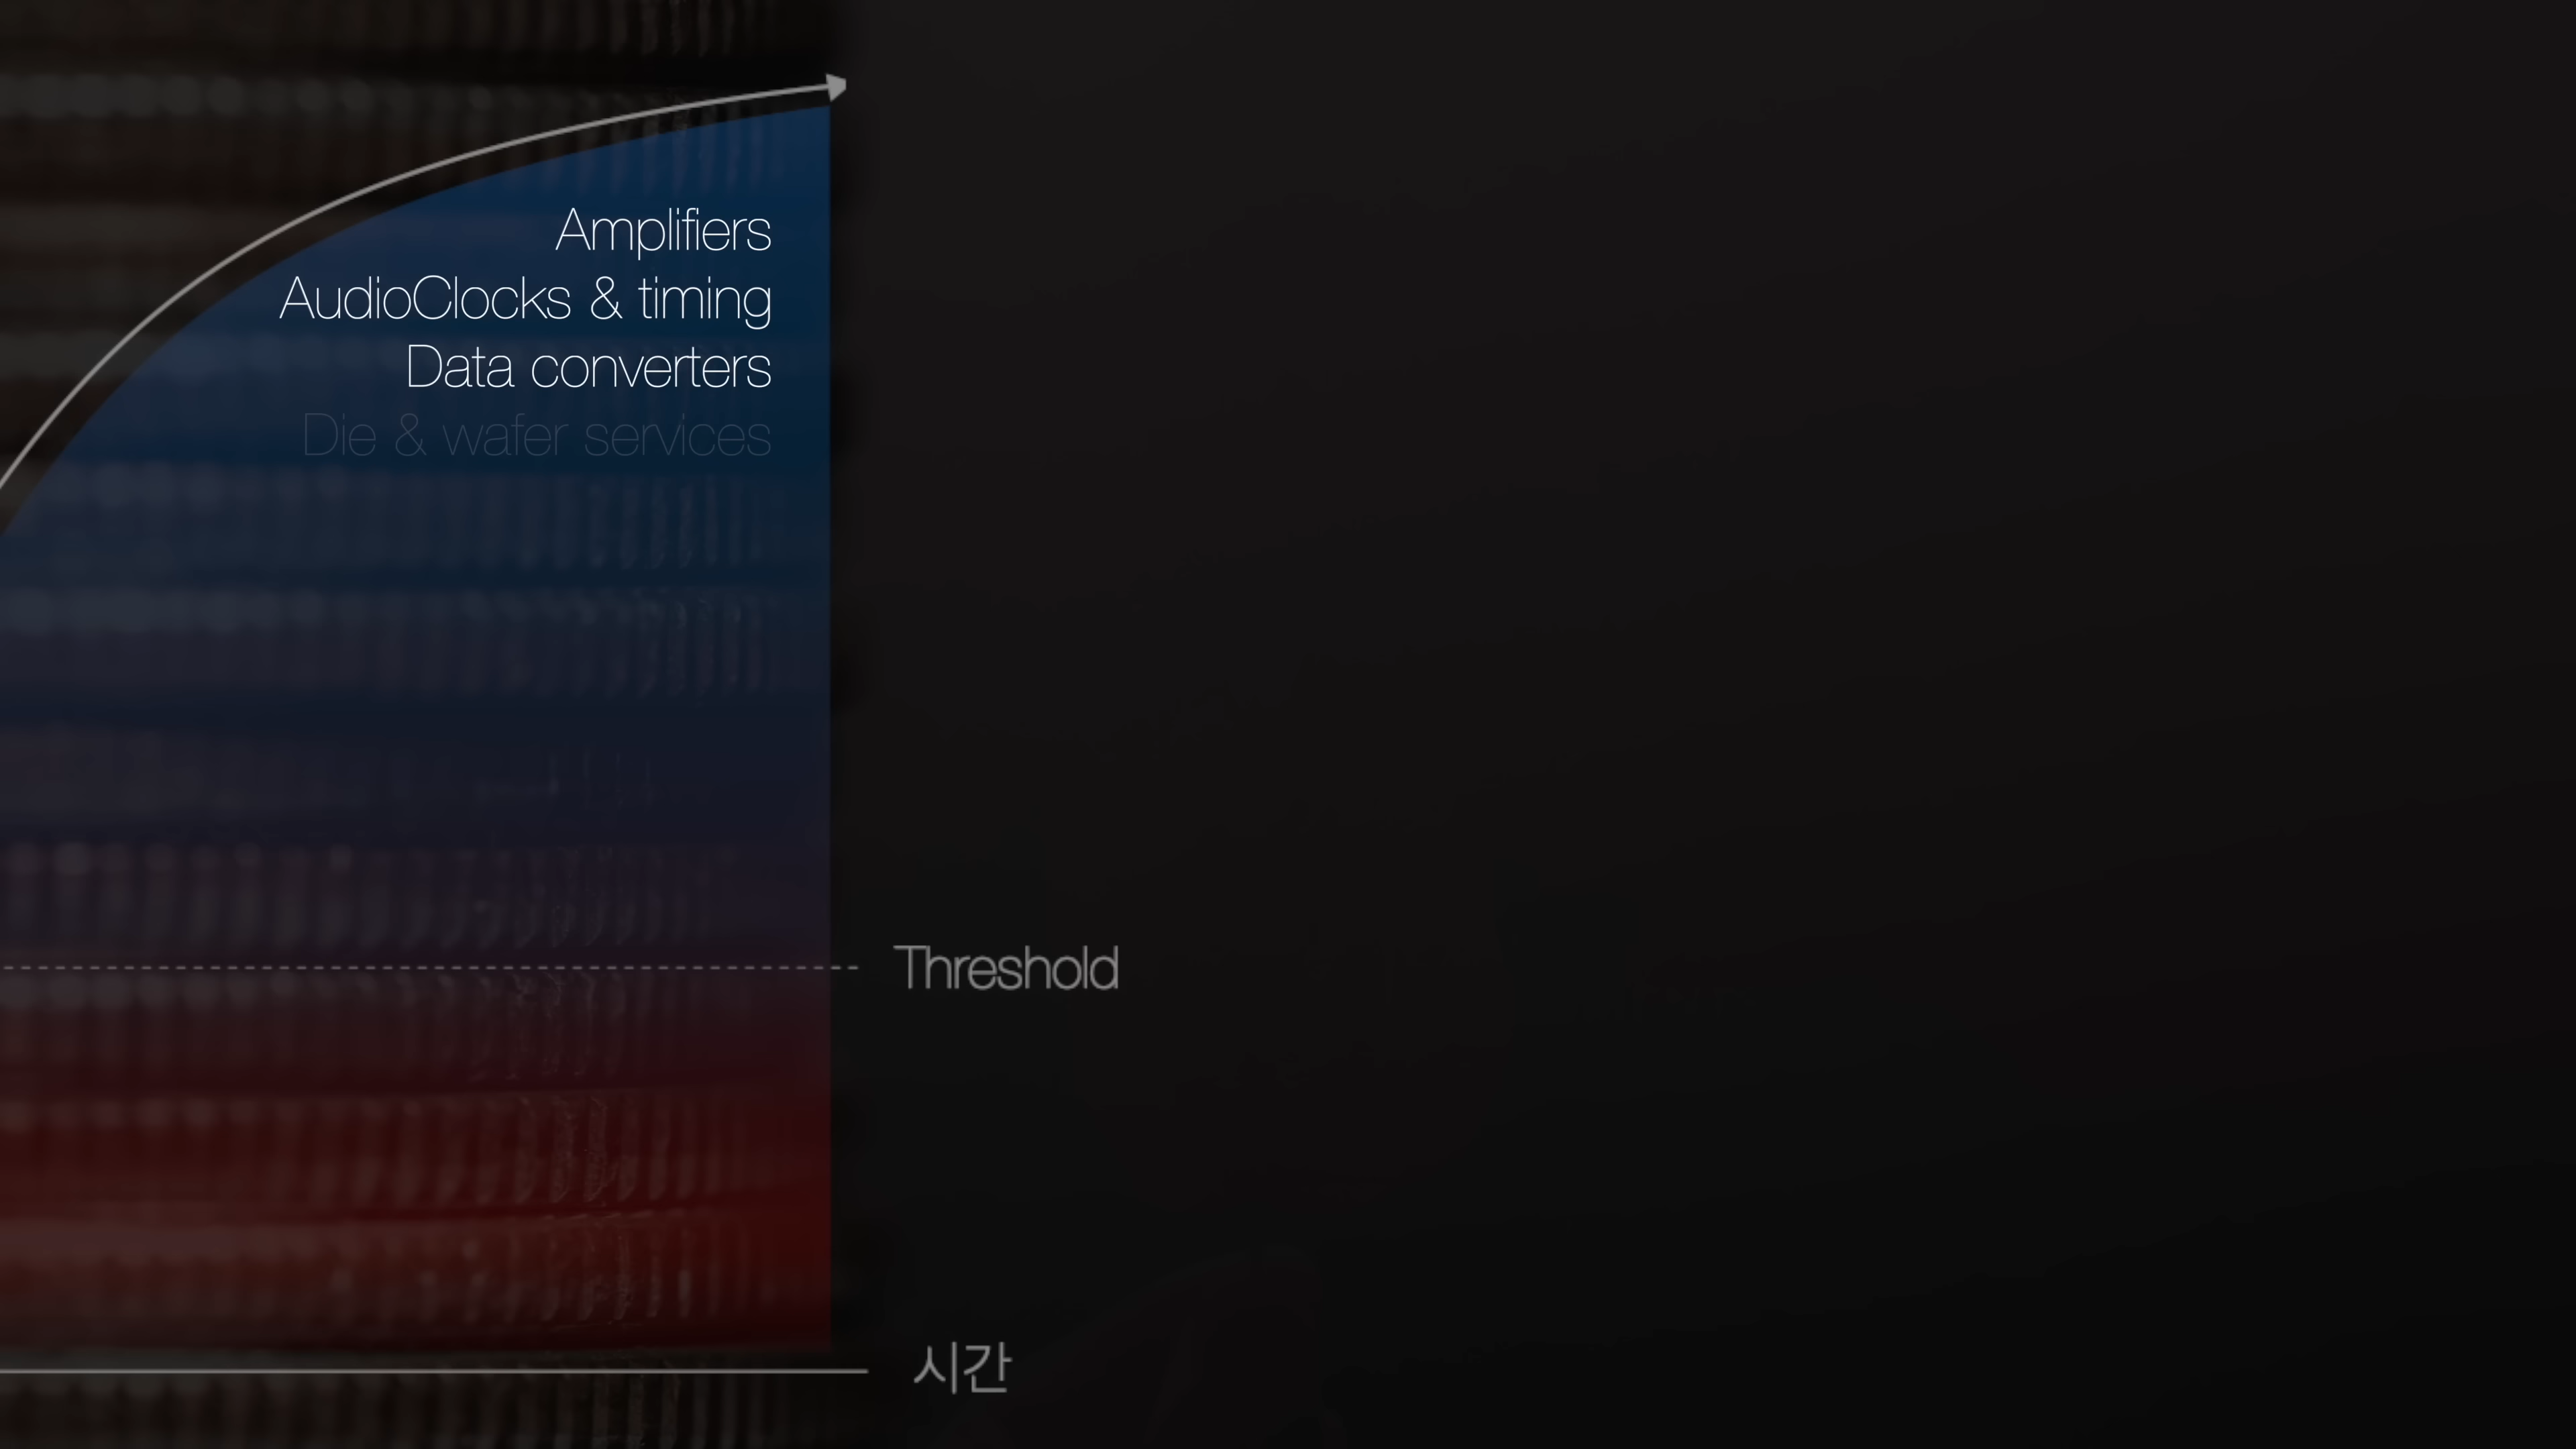 Amplifiers
AudioClocks & timing
Data converters
Die & wafer services
Threshold
시간